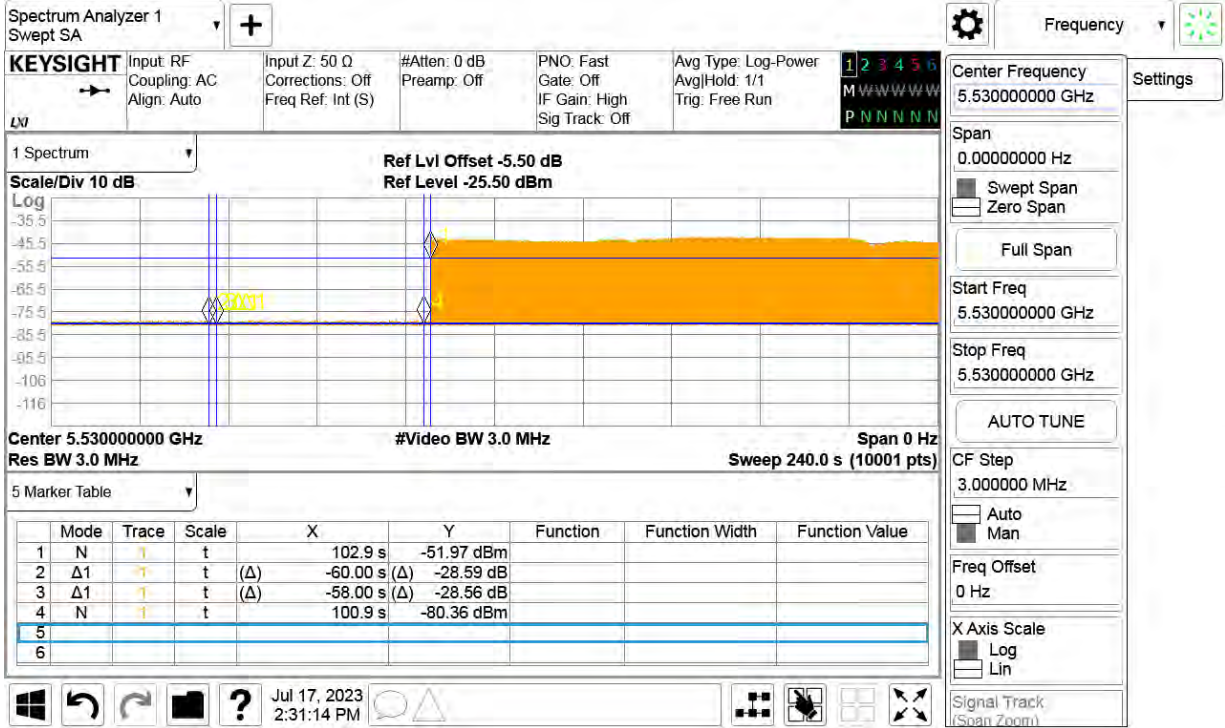 Spectrum Analyzer 1
Swept SA
Frequency
KEYSIGHT
LXI
Input: RF
Coupling: AC
Align: Auto
Input Z: 50 Ω
Corrections: Off
Freq Ref: Int (S)
#Atten: 0 dB
Preamp: Off
PNO: Fast
Gate: Off
IF Gain: High
Sig Track: Off
Avg Type: Log-Power
Avg|Hold: 1/1
Trig: Free Run
1 2 3 4 5 6
M W W W W W
P N N N N N
1 Spectrum
Scale/Div 10 dB
Ref Lvl Offset -5.50 dB
Ref Level -25.50 dBm
Log
-35.5
-45.5
-55.5
-65.5
-75.5
-85.5
-95.5
-106
-116
1
4
Center 5.530000000 GHz
#Video BW 3.0 MHz
Span 0 Hz
Res BW 3.0 MHz
Sweep 240.0 s (10001 pts)
5 Marker Table
Mode Trace Scale X Y Function Function Width Function Value
1 N 1 t 102.9 s -51.97 dBm
2 Δ1 1 t (Δ) -60.00 s (Δ) -28.59 dB
3 Δ1 1 t (Δ) -58.00 s (Δ) -28.56 dB
4 N 1 t 100.9 s -80.36 dBm
5
6
Jul 17, 2023
2:31:14 PM
Center Frequency
5.530000000 GHz
Settings
Span
0.00000000 Hz
Swept Span
Zero Span
Full Span
Start Freq
5.530000000 GHz
Stop Freq
5.530000000 GHz
AUTO TUNE
CF Step
3.000000 MHz
Auto
Man
Freq Offset
0 Hz
X Axis Scale
Log
Lin
Signal Track
(Span Zoom)